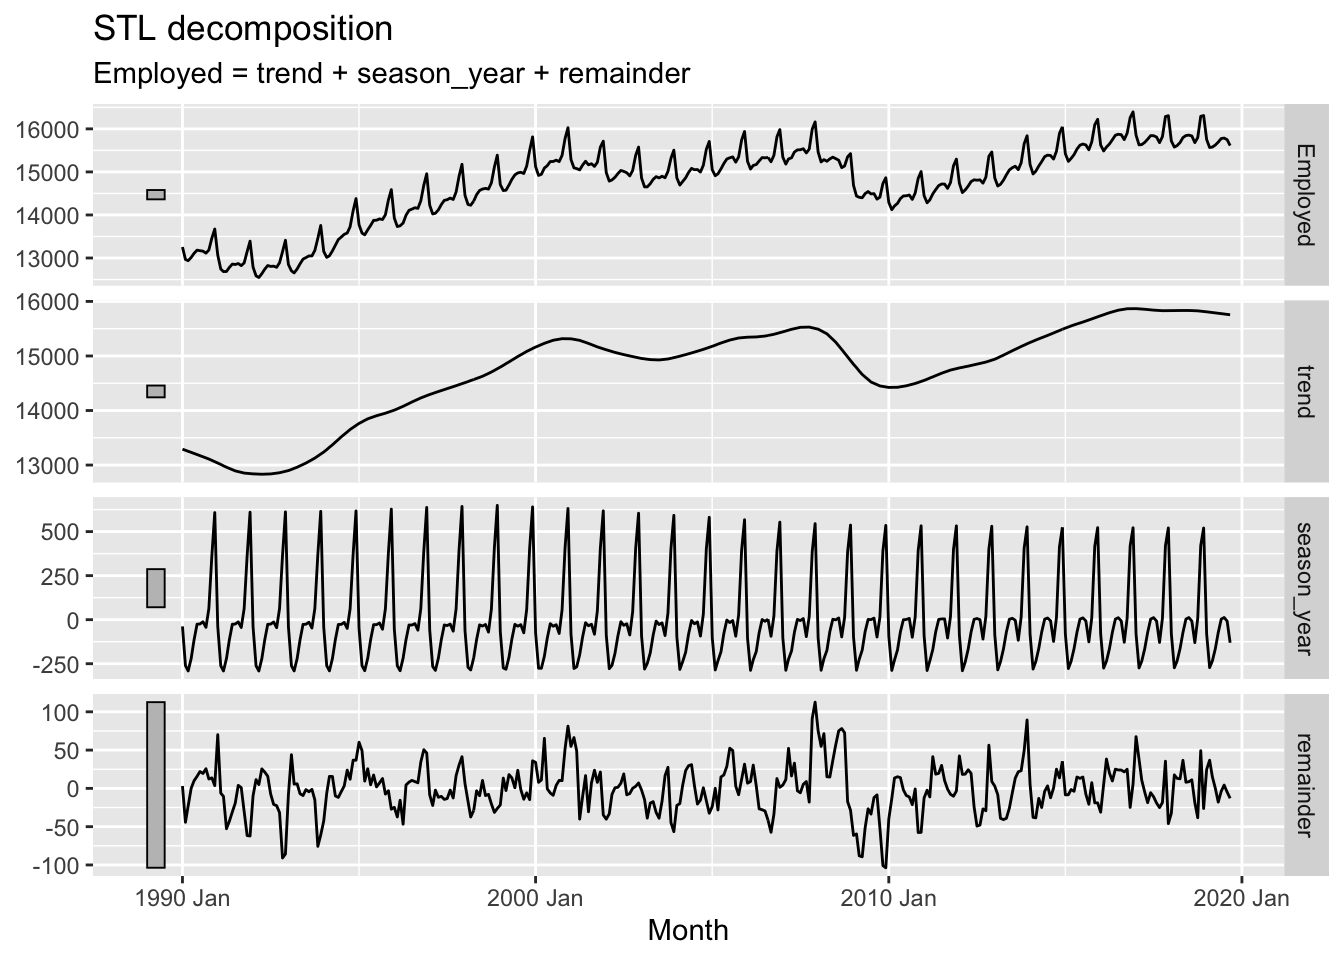 STL decomposition
Employed = trend + season_year + remainder
16000
15000
14000
13000
Employed
16000
15000
14000
13000
trend
500
250
0
-250
season_year
100
50
0
-50
-100
remainder
1990 Jan 2000 Jan 2010 Jan 2020 Jan
Month